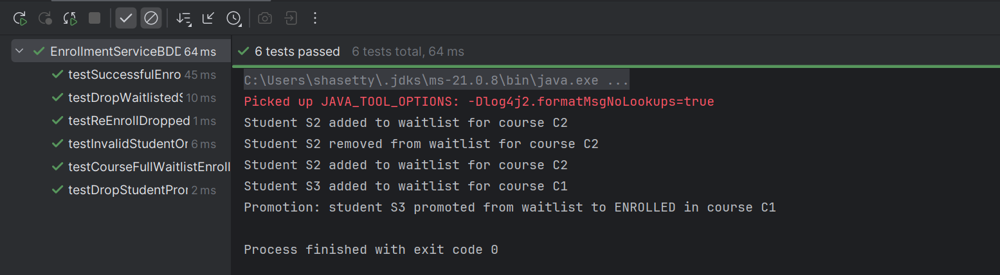 EnrollmentServiceBDD 64 ms
testSuccessfulEnro 45 ms
testDropWaitlistedS 10 ms
testReEnrollDropped 1 ms
testInvalidStudentOr 6 ms
testCourseFullWaitlistEnroll
testDropStudentPror 2 ms
6 tests passed 6 tests total, 64 ms
C:\Users\shasetty\.jdks\ms-21.0.8\bin\java.exe ...
Picked up JAVA_TOOL_OPTIONS: -Dlog4j2.formatMsgNoLookups=true
Student S2 added to waitlist for course C2
Student S2 removed from waitlist for course C2
Student S2 added to waitlist for course C2
Student S3 added to waitlist for course C1
Promotion: student S3 promoted from waitlist to ENROLLED in course C1
Process finished with exit code 0